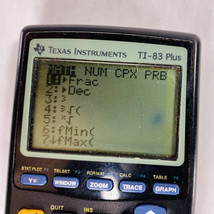 TEXAS INSTRUMENTS TI-83 Plus
MATH NUM CPX PRB
1:▶Frac
2:▶Dec
3:³
4:³√(
5:ˣ√
6:fMin(
7↓fMax(
STAT PLOT F1 TBLSET F2 FORMAT F3 CALC F4 TABLE F5
Y= WINDOW ZOOM TRACE GRAPH
QUIT INS